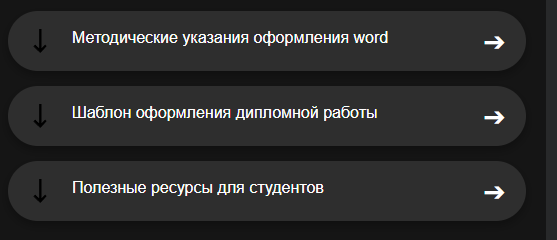 Методические указания оформления word
Шаблон оформления дипломной работы
Полезные ресурсы для студентов